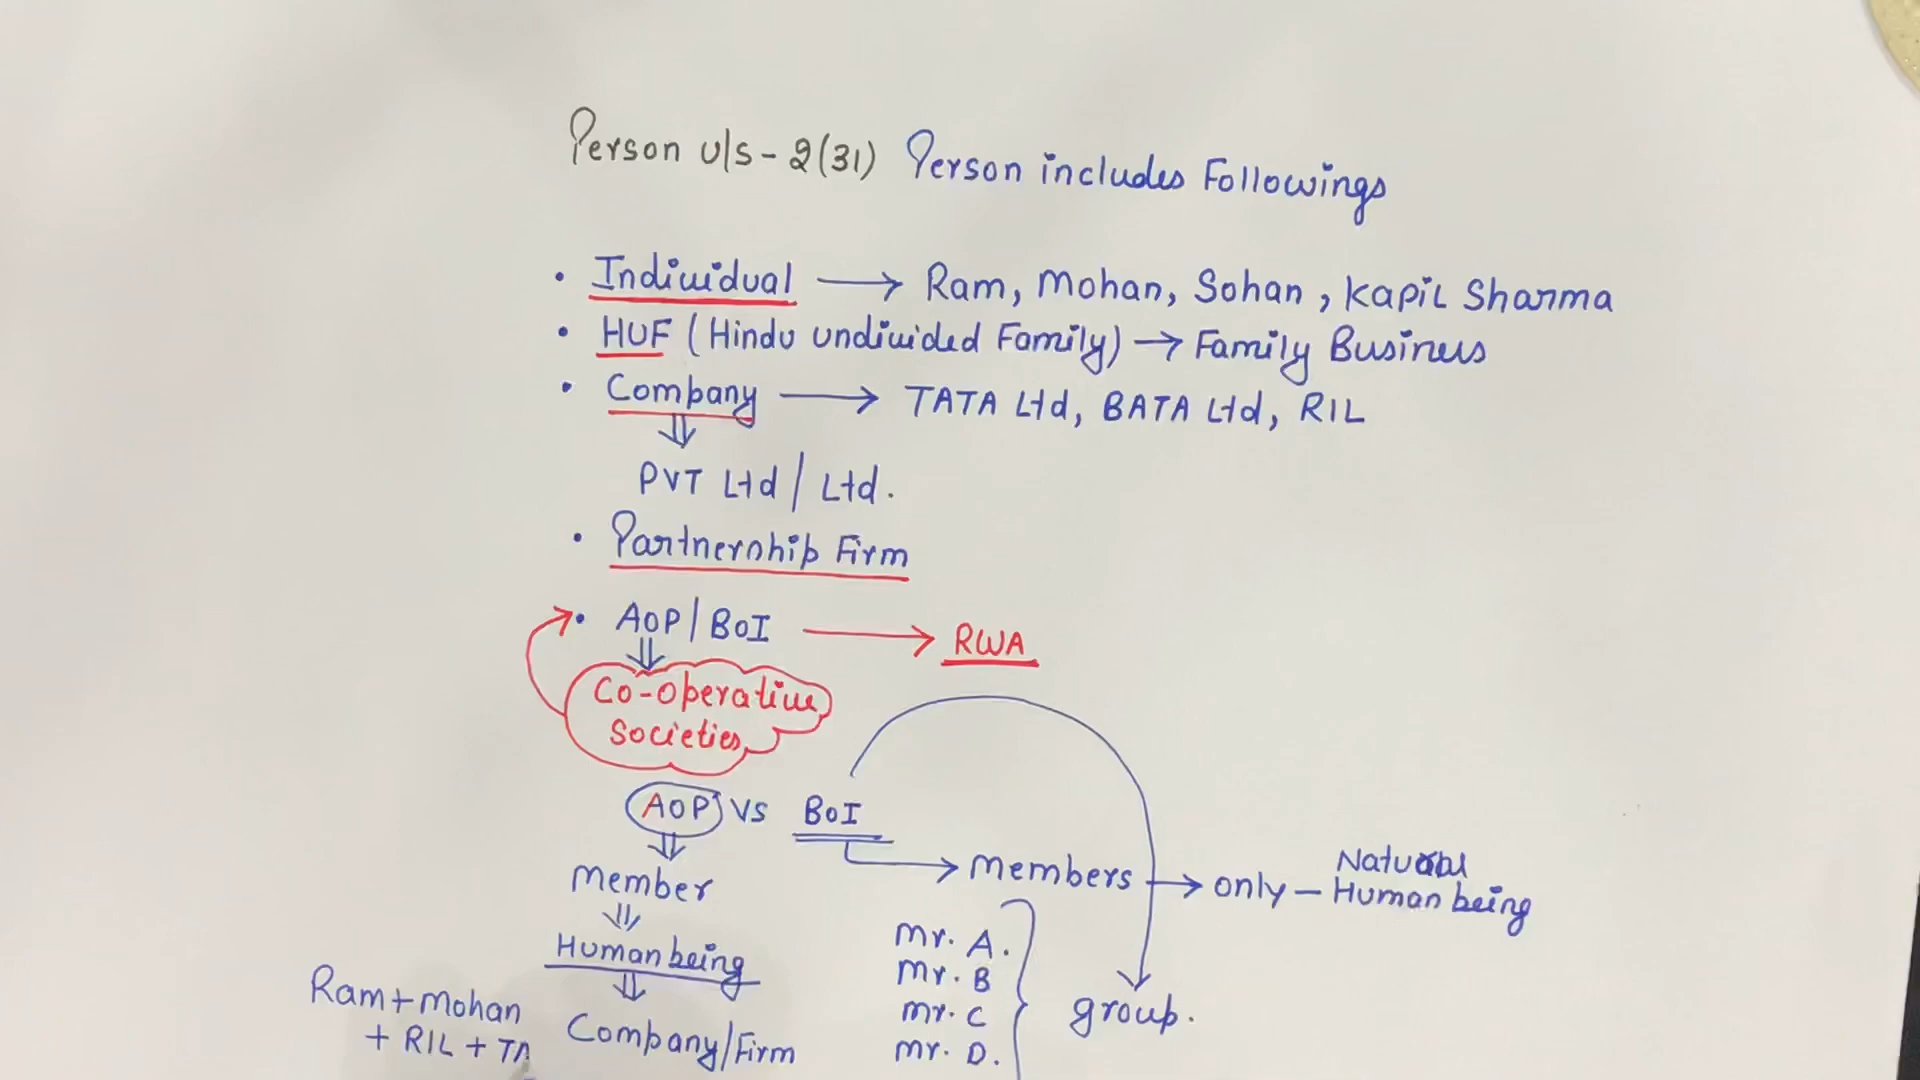 Person u/s - 2(31) Person includes Followings
• Individual → Ram, Mohan, Sohan, Kapil Sharma
• HUF (Hindu undivided Family) → Family Business
• Company → TATA Ltd, BATA Ltd, RIL
⇓
PVT Ltd / Ltd.
• Partnership Firm
• AOP/BOI → RWA
⇓
Co-operative
Societies
AOP VS BOI
⇓
Member
→ members → only – Natural Human being
⇓
Human being
⇓
Company/Firm
Ram + Mohan
+ RIL + TA
Mr. A.
Mr. B
Mr. C
Mr. D.
group.